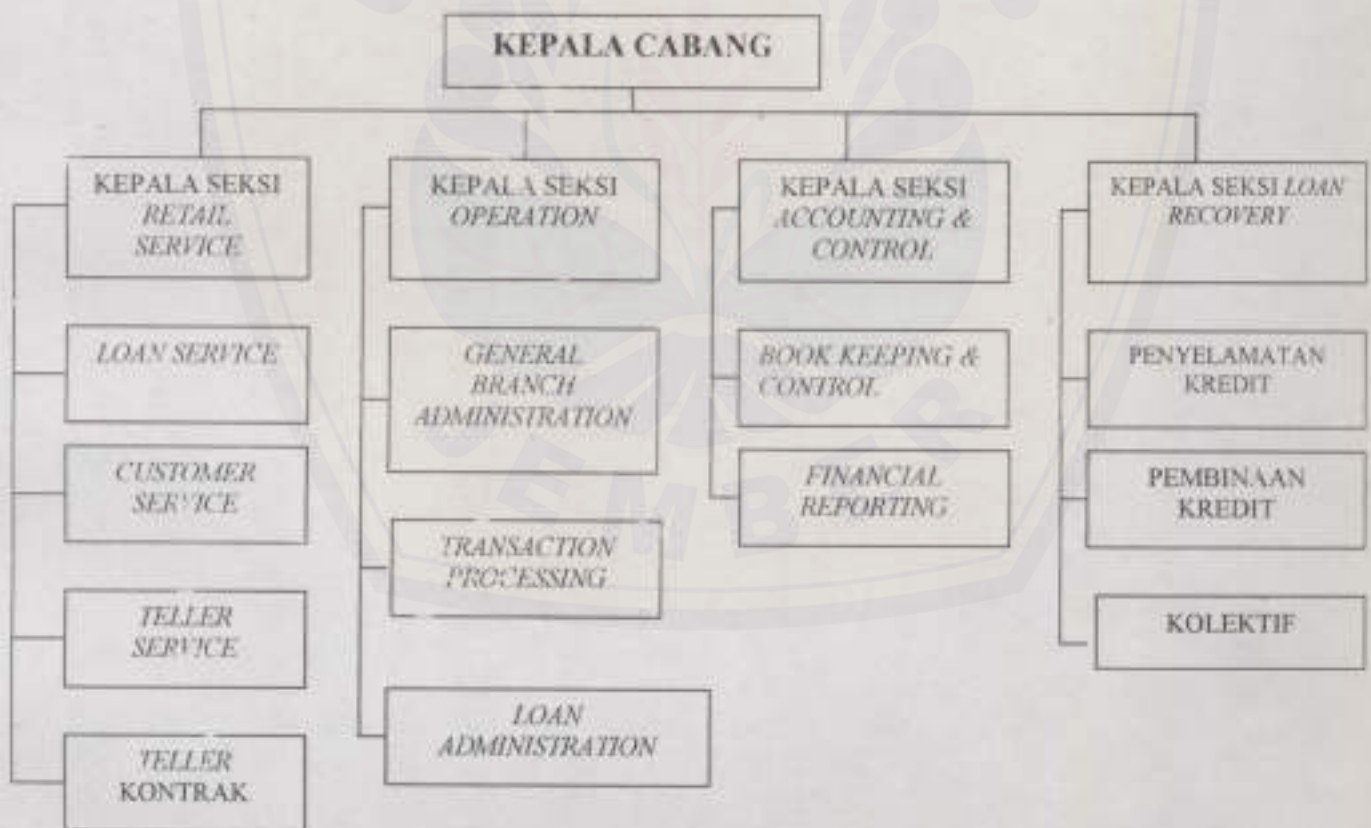 KEPALA CABANG
KEPALA SEKSI
RETAIL
SERVICE
LOAN SERVICE
CUSTOMER
SERVICE
TELLER
SERVICE
TELLER
KONTRAK
KEPALA SEKSI
OPERATION
GENERAL
BRANCH
ADMINISTRATION
TRANSACTION
PROCESSING
LOAN
ADMINISTRATION
KEPALA SEKSI
ACCOUNTING &
CONTROL
BOOK KEEPING &
CONTROL
FINANCIAL
REPORTING
KEPALA SEKSI LOAN
RECOVERY
PENYELAMATAN
KREDIT
PEMBINAAN
KREDIT
KOLEKTIF
JEMBER